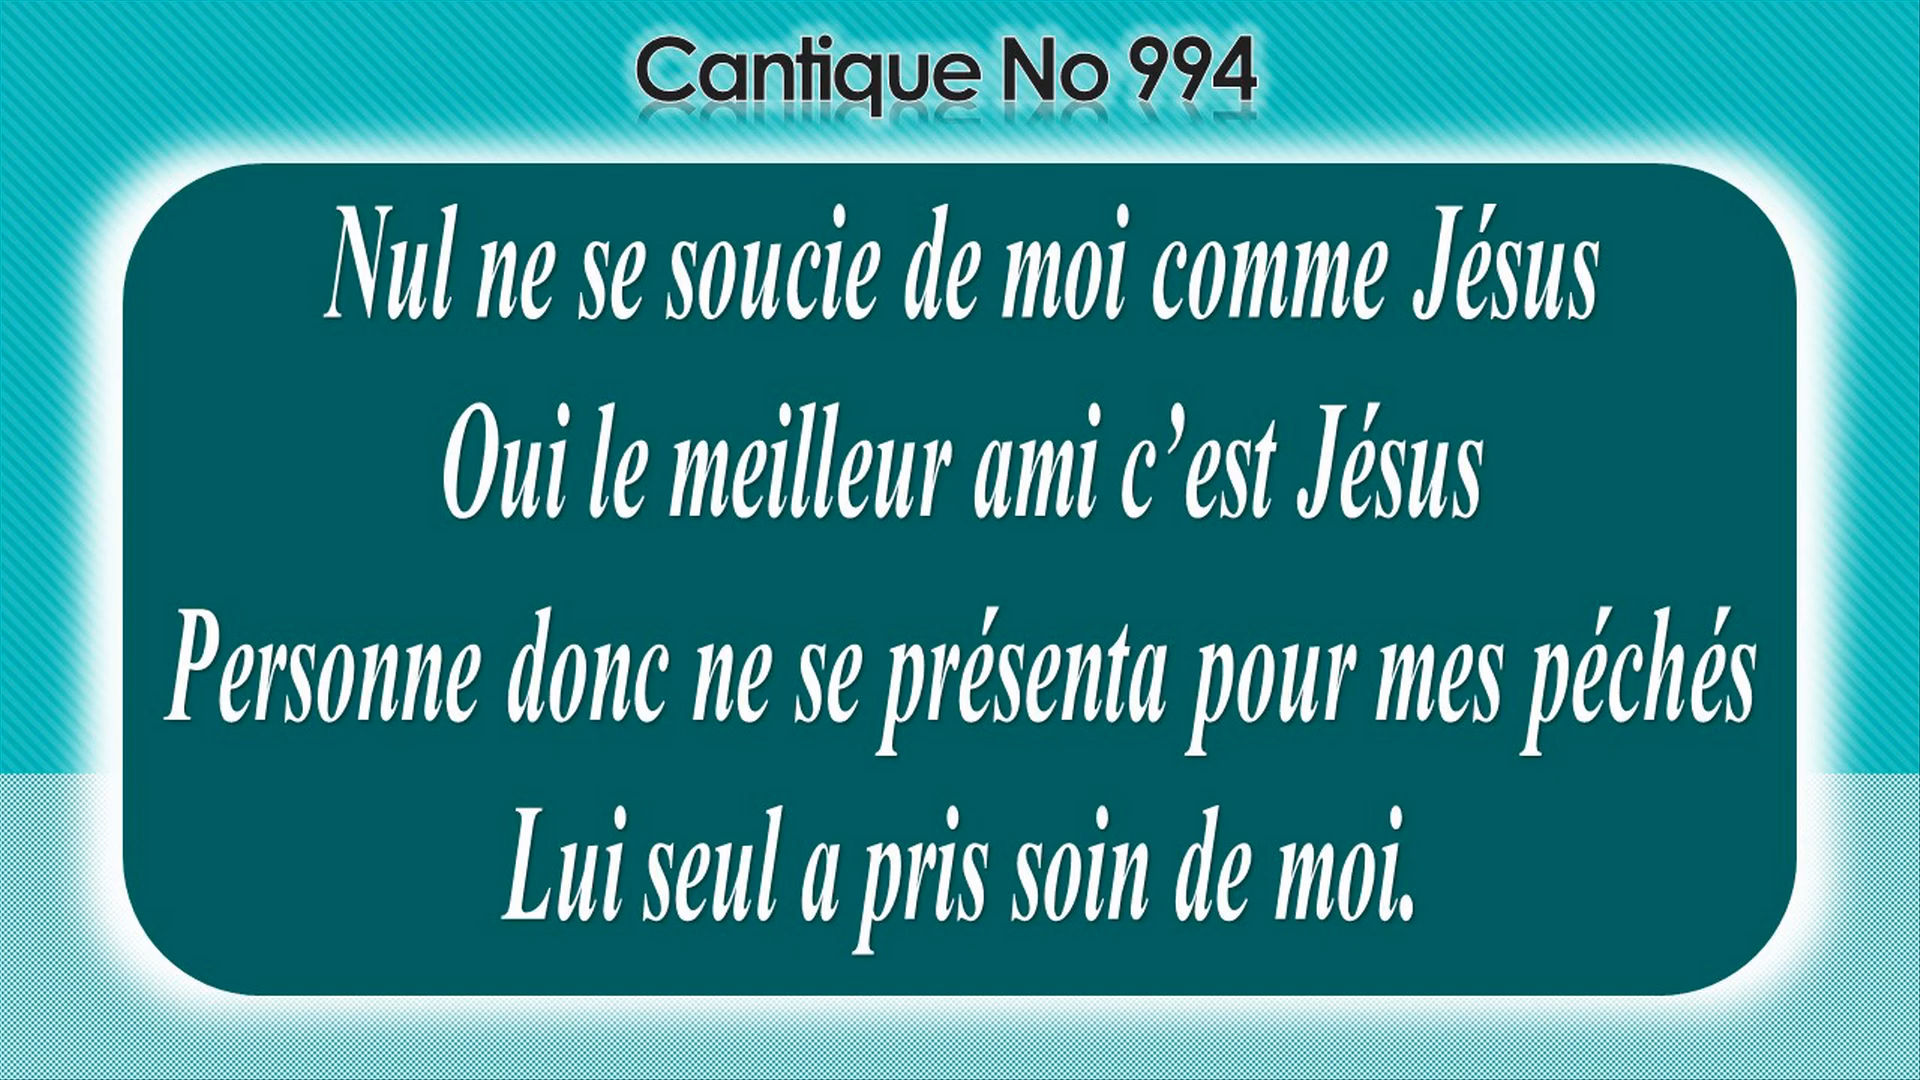 Cantique No 994
Nul ne se soucie de moi comme Jésus
Oui le meilleur ami c’est Jésus
Personne donc ne se présenta pour mes péchés
Lui seul a pris soin de moi.